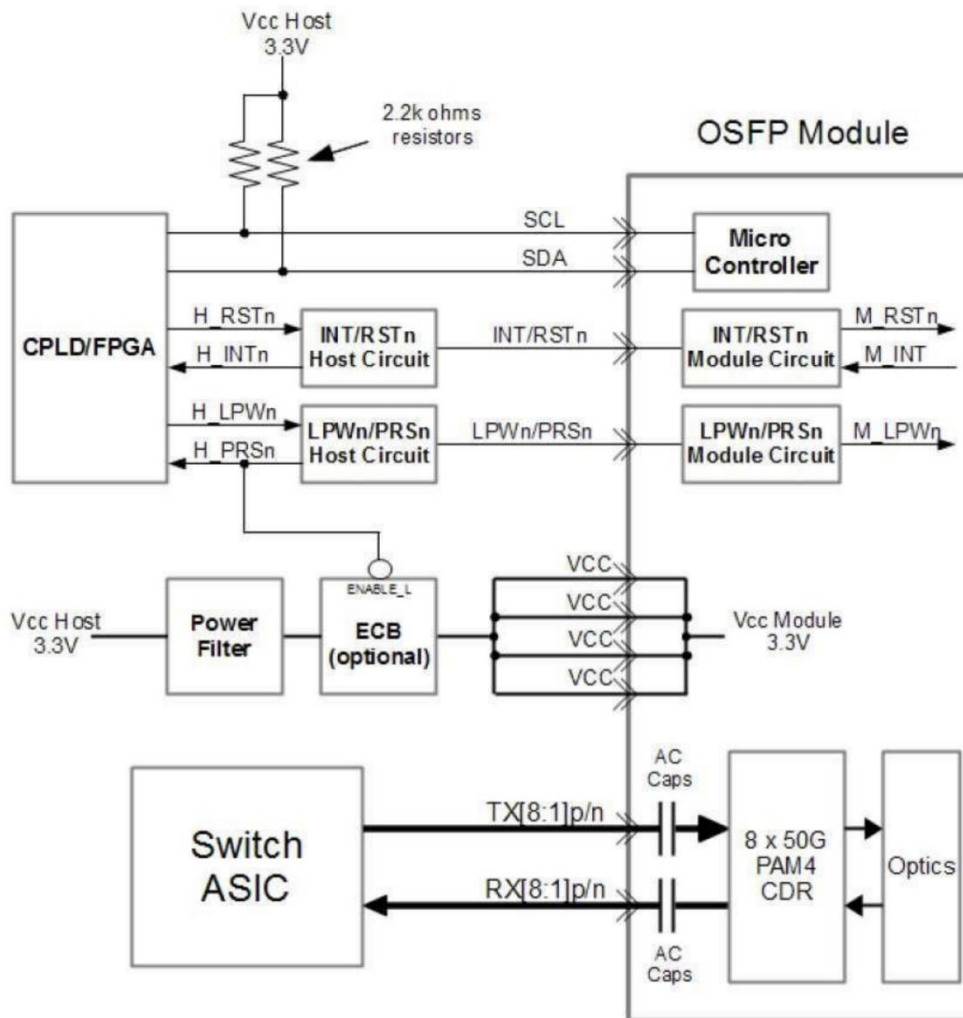 Vcc Host
3.3V
2.2k ohms
resistors
OSFP Module
SCL
SDA
Micro
Controller
CPLD/FPGA
H_RSTn
H_INTn
INT/RSTn
Host Circuit
INT/RSTn
INT/RSTn
Module Circuit
M_RSTn
M_INT
H_LPWn
H_PRSn
LPWn/PRSn
Host Circuit
LPWn/PRSn
LPWn/PRSn
Module Circuit
M_LPWn
Vcc Host
3.3V
Power
Filter
ENABLE_L
ECB
(optional)
VCC
VCC
VCC
VCC
Vcc Module
3.3V
Switch
ASIC
TX[8:1]p/n
RX[8:1]p/n
AC
Caps
AC
Caps
8 x 50G
PAM4
CDR
Optics